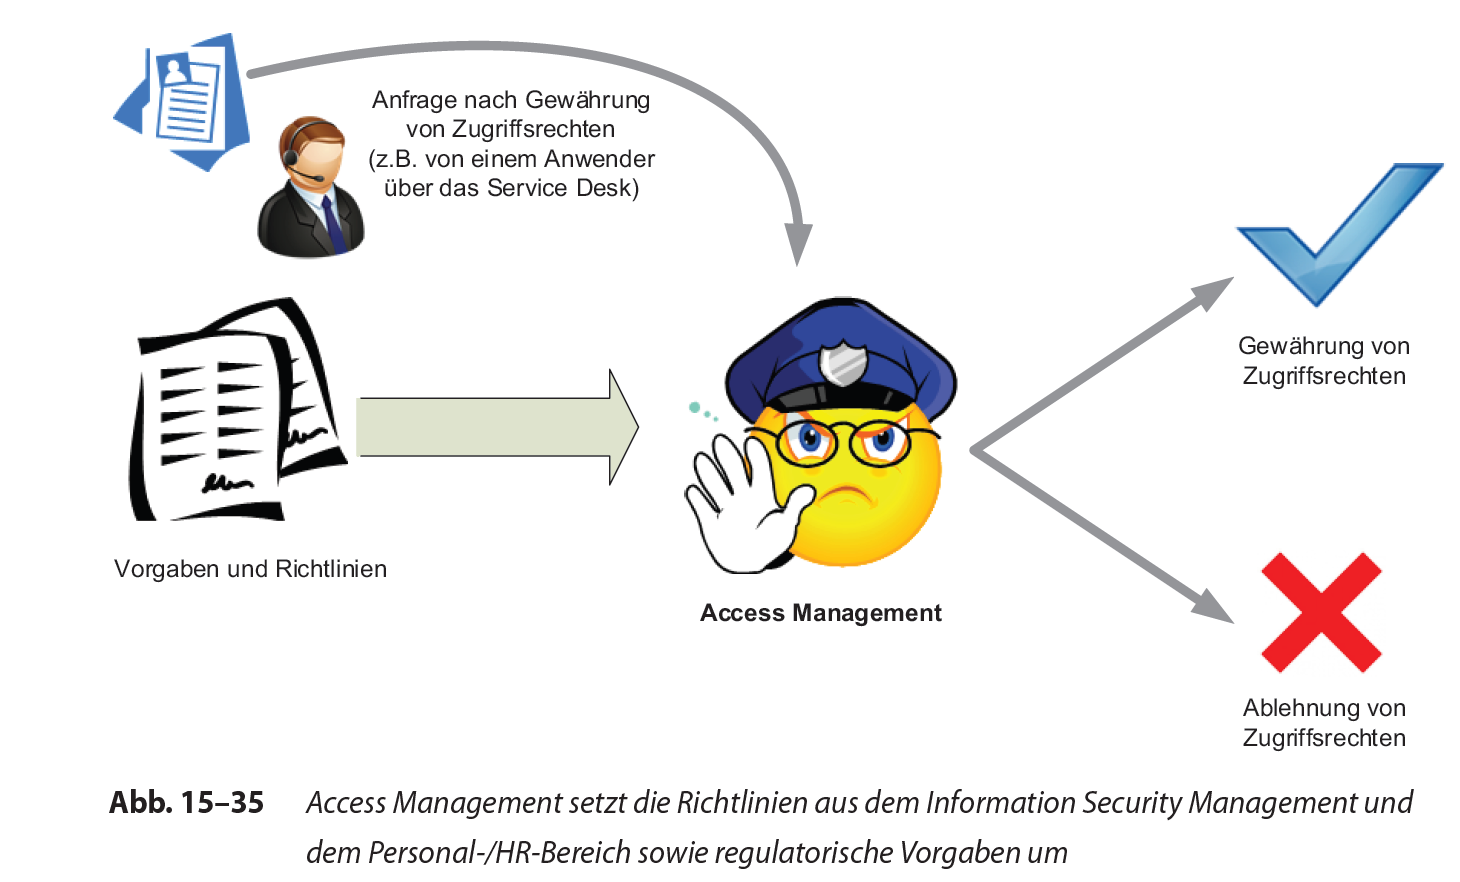 Anfrage nach Gewährung
von Zugriffsrechten
(z.B. von einem Anwender
über das Service Desk)
Gewährung von
Zugriffsrechten
Vorgaben und Richtlinien
Access Management
Ablehnung von
Zugriffsrechten
Abb. 15–35 Access Management setzt die Richtlinien aus dem Information Security Management und
dem Personal-/HR-Bereich sowie regulatorische Vorgaben um